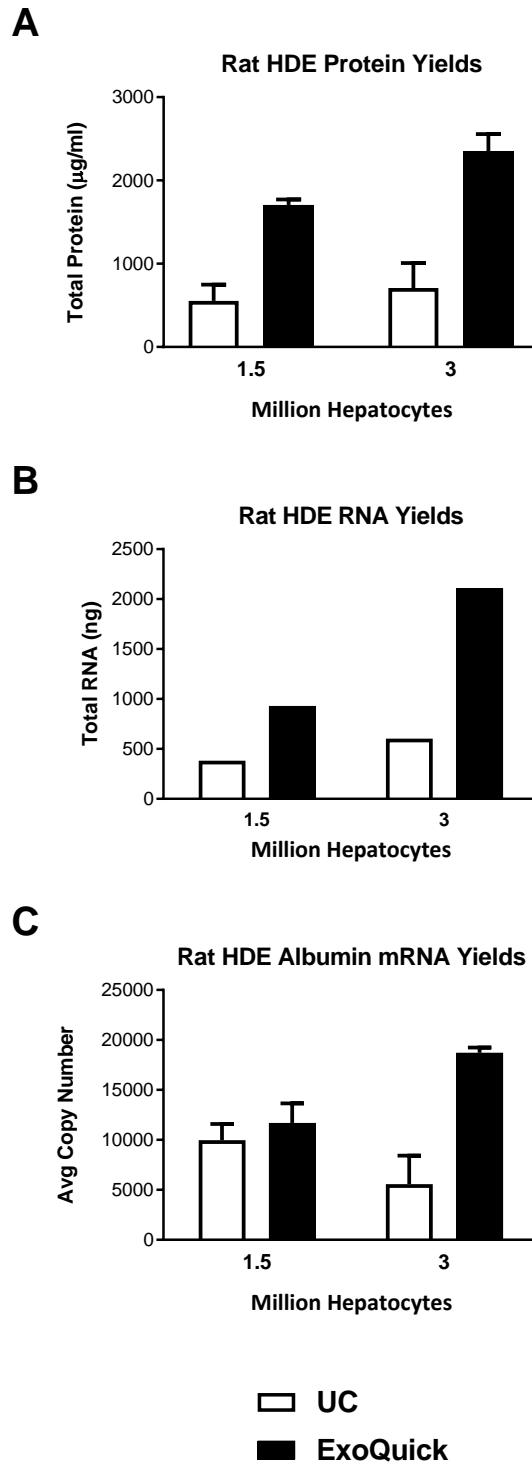 A
Rat HDE Protein Yields
Total Protein (µg/ml)
3000
2000
1000
0
1.5 3
Million Hepatocytes
B
Rat HDE RNA Yields
Total RNA (ng)
2500
2000
1500
1000
500
0
1.5 3
Million Hepatocytes
C
Rat HDE Albumin mRNA Yields
Avg Copy Number
25000
20000
15000
10000
5000
0
1.5 3
Million Hepatocytes
UC
ExoQuick